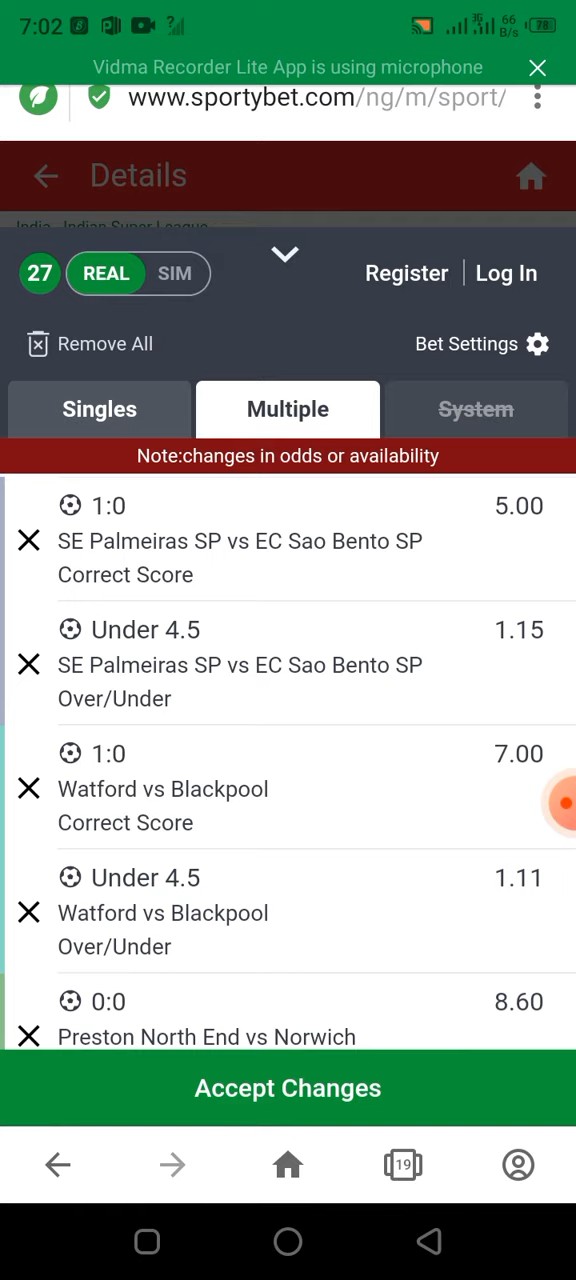 7:02
3G 66 B/s 78
Vidma Recorder Lite App is using microphone
www.sportybet.com/ng/m/sport/
Details
India - Indian Super League
27 REAL SIM Register Log In
Remove All Bet Settings
Singles Multiple System
Note:changes in odds or availability
1:0 5.00
SE Palmeiras SP vs EC Sao Bento SP
Correct Score
Under 4.5 1.15
SE Palmeiras SP vs EC Sao Bento SP
Over/Under
1:0 7.00
Watford vs Blackpool
Correct Score
Under 4.5 1.11
Watford vs Blackpool
Over/Under
0:0 8.60
Preston North End vs Norwich
Accept Changes
19